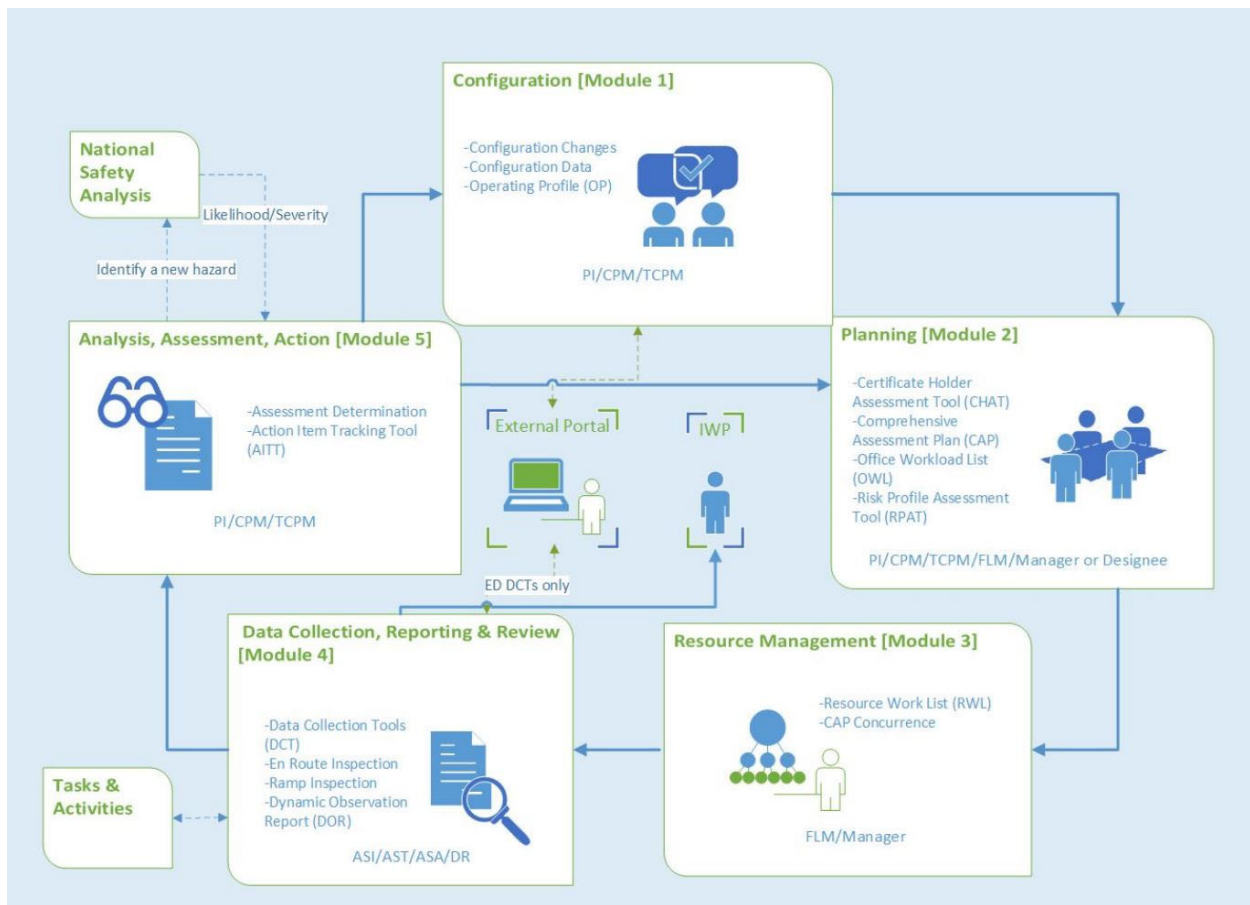 Configuration [Module 1]
-Configuration Changes
-Configuration Data
-Operating Profile (OP)
PI/CPM/TCPM
National
Safety
Analysis
Likelihood/Severity
Identify a new hazard
Analysis, Assessment, Action [Module 5]
-Assessment Determination
-Action Item Tracking Tool
(AITT)
PI/CPM/TCPM
External Portal
IWP
ED DCTs only
Planning [Module 2]
-Certificate Holder
Assessment Tool (CHAT)
-Comprehensive
Assessment Plan (CAP)
-Office Workload List
(OWL)
-Risk Profile Assessment
Tool (RPAT)
PI/CPM/TCPM/FLM/Manager or Designee
Data Collection, Reporting & Review
[Module 4]
-Data Collection Tools
(DCT)
-En Route Inspection
-Ramp Inspection
-Dynamic Observation
Report (DOR)
ASI/AST/ASA/DR
Resource Management [Module 3]
-Resource Work List (RWL)
-CAP Concurrence
FLM/Manager
Tasks &
Activities